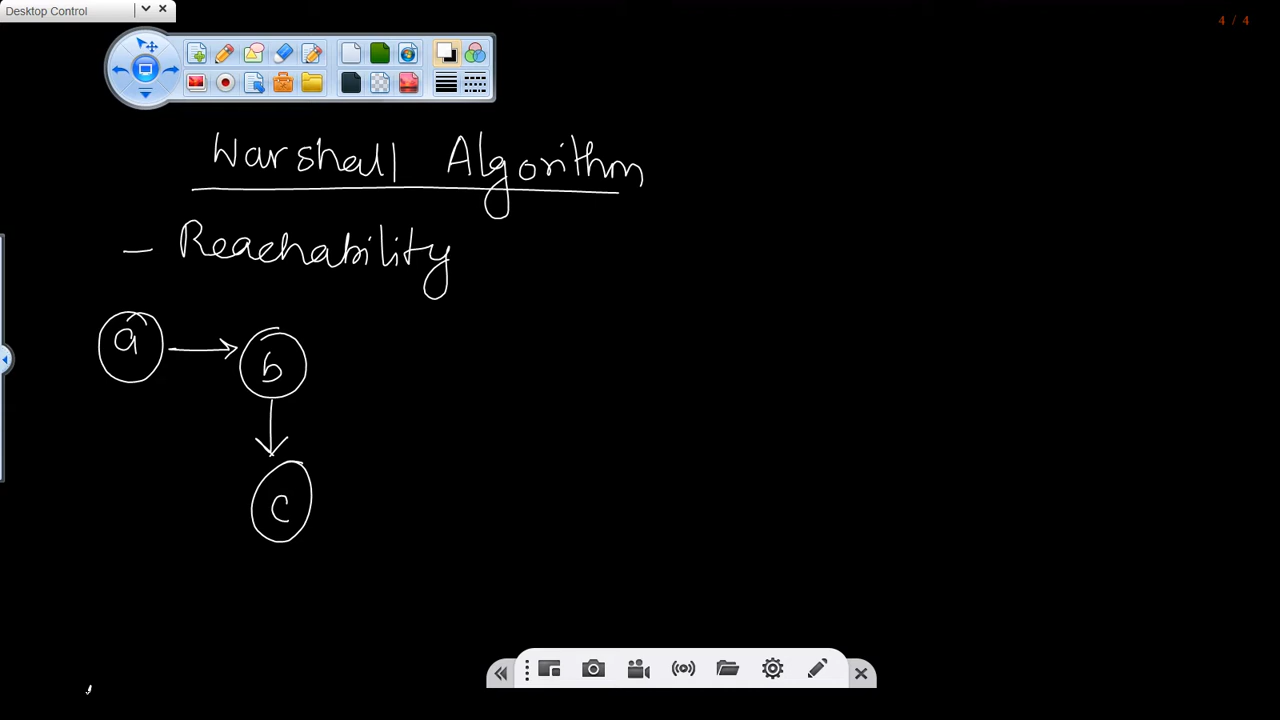 Desktop Control
4 / 4
Warshall Algorithm
— Reachability
a
b
c